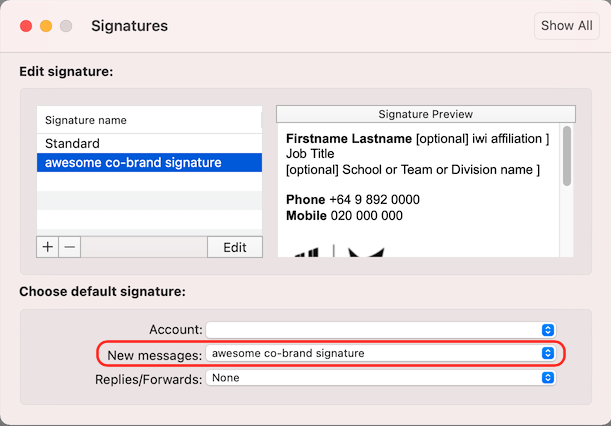 Signatures
Show All
Edit signature:
Signature name
Standard
awesome co-brand signature
+ − Edit
Signature Preview
Firstname Lastname [optional] iwi affiliation ]
Job Title
[optional] School or Team or Division name ]
Phone +64 9 892 0000
Mobile 020 000 000
Choose default signature:
Account:
New messages: awesome co-brand signature
Replies/Forwards: None